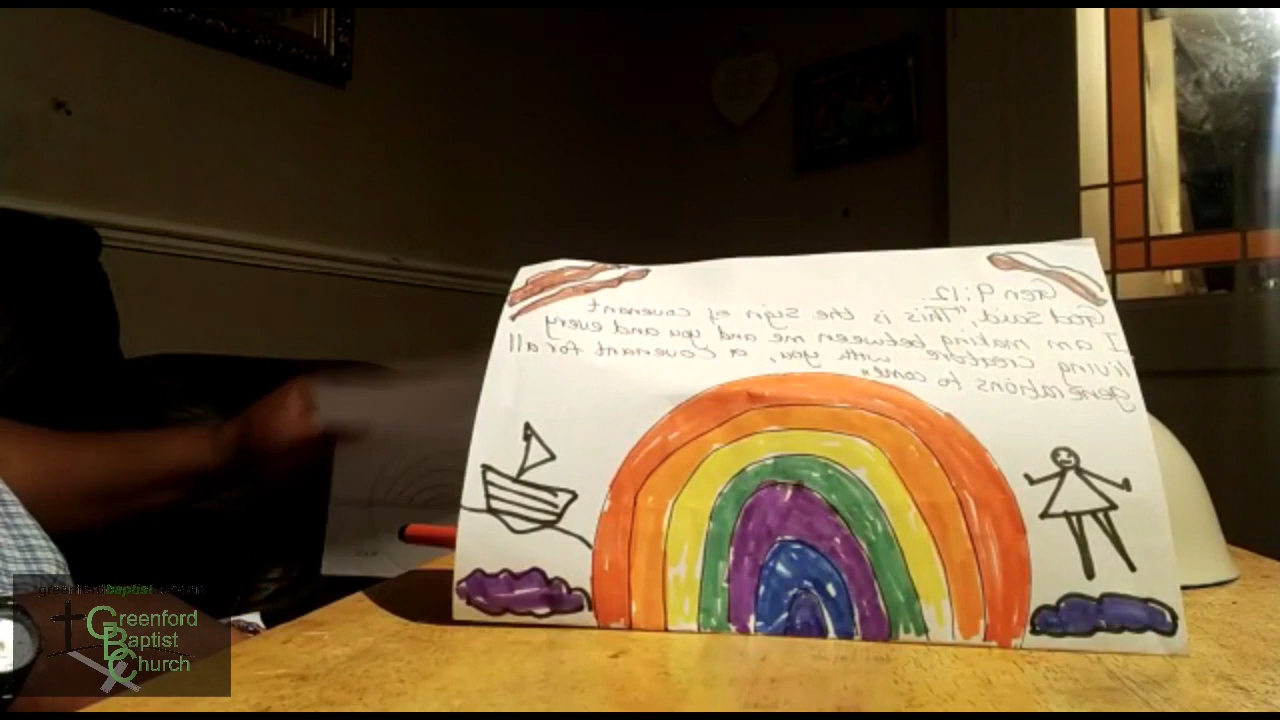 Gen 9:12.
God said, "This is the sign of covenant
I am making between me and you and every
living creature with you, a covenant for all
generations to come"
greenfordbaptist
Greenford
Baptist
Church